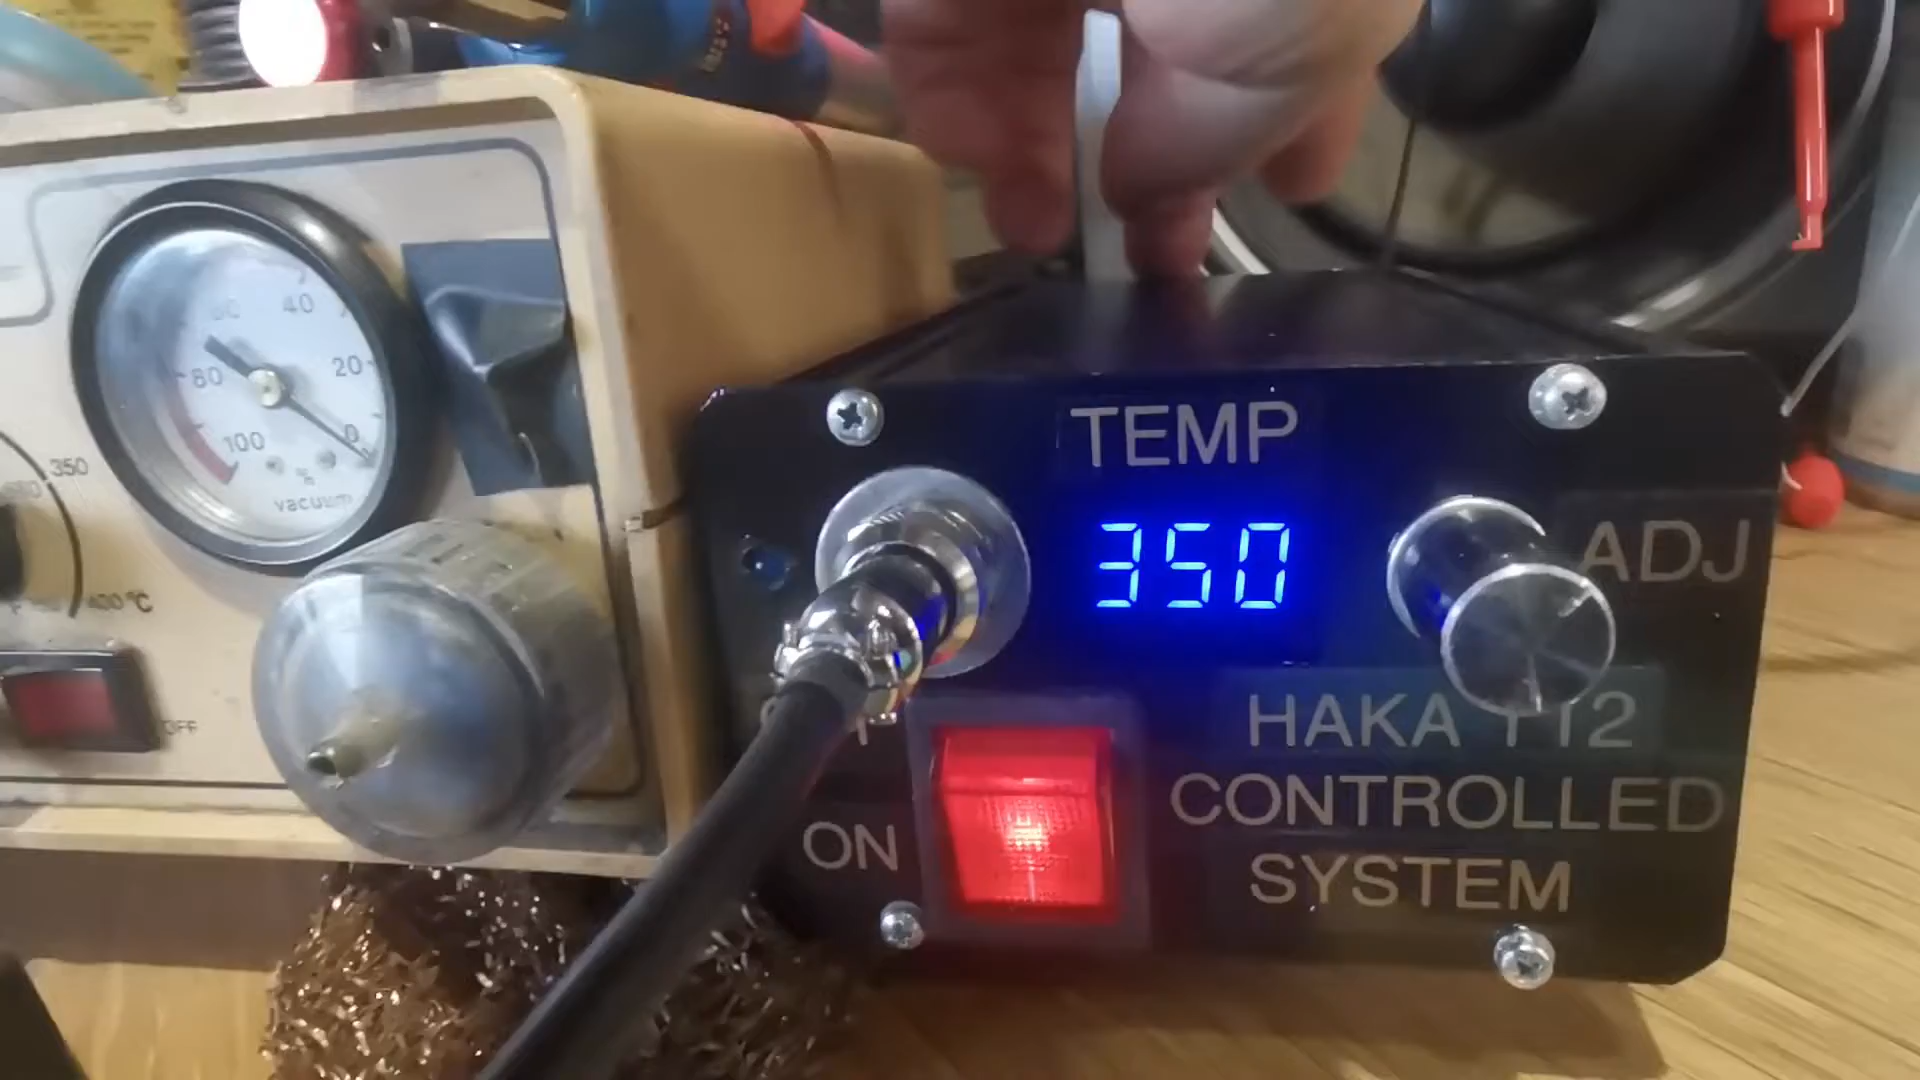 40
20
80
0
100
%
vacuum
350
400 °C
OFF
TEMP
350
ADJ
HAKA T12
CONTROLLED
SYSTEM
ON